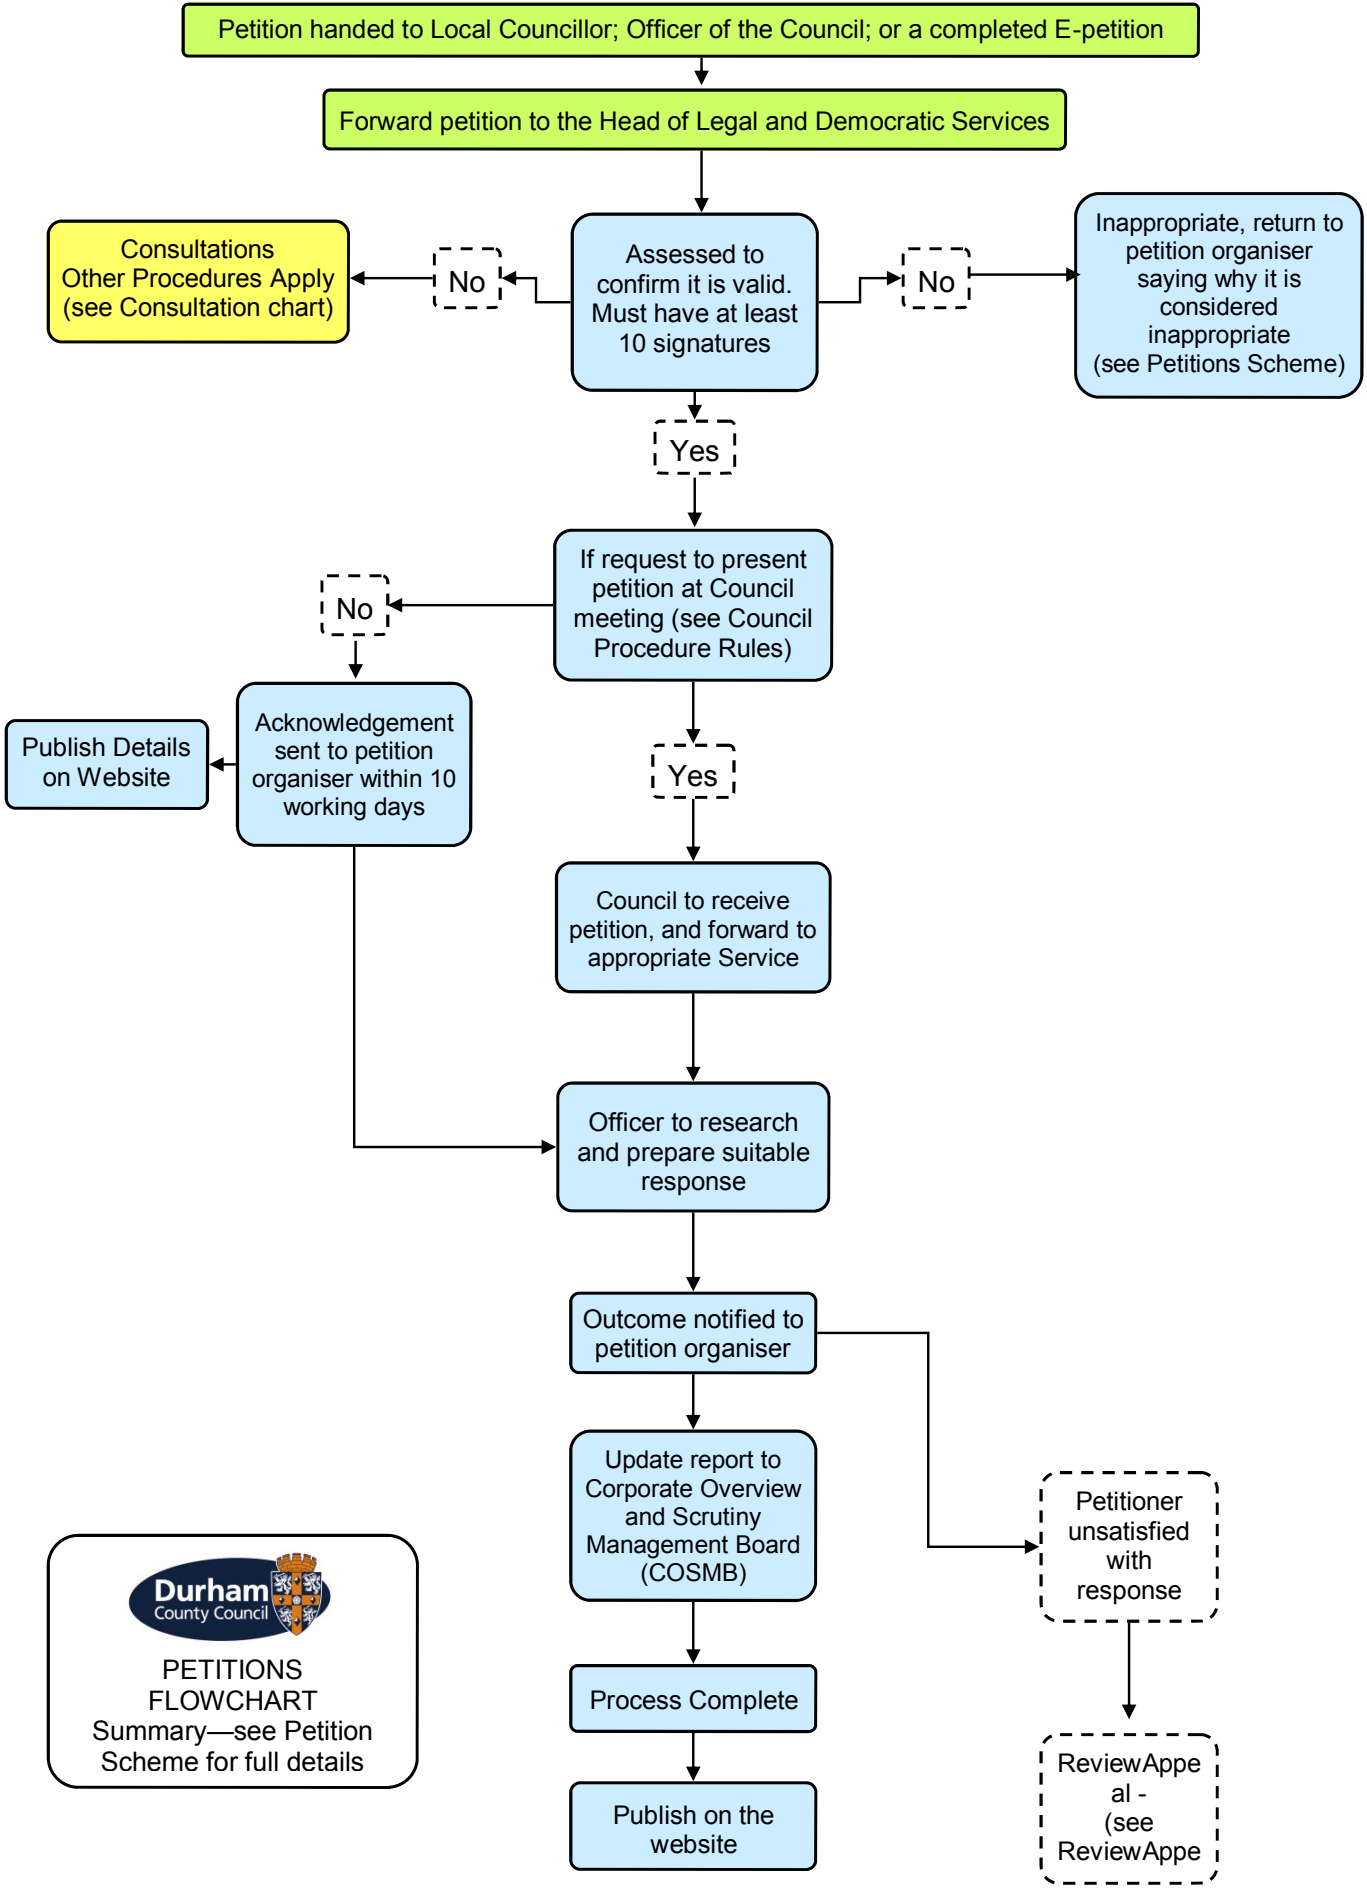 Petition handed to Local Councillor; Officer of the Council; or a completed E-petition
Forward petition to the Head of Legal and Democratic Services
Consultations
Other Procedures Apply
(see Consultation chart)
No
Assessed to
confirm it is valid.
Must have at least
10 signatures
No
Inappropriate, return to
petition organiser
saying why it is
considered
inappropriate
(see Petitions Scheme)
Yes
If request to present
petition at Council
meeting (see Council
Procedure Rules)
No
Acknowledgement
sent to petition
organiser within 10
working days
Publish Details
on Website
Yes
Council to receive
petition, and forward to
appropriate Service
Officer to research
and prepare suitable
response
Outcome notified to
petition organiser
Update report to
Corporate Overview
and Scrutiny
Management Board
(COSMB)
Petitioner
unsatisfied
with
response
Process Complete
Publish on the
website
ReviewAppe
al -
(see
ReviewAppe
Durham
County Council
PETITIONS
FLOWCHART
Summary—see Petition
Scheme for full details